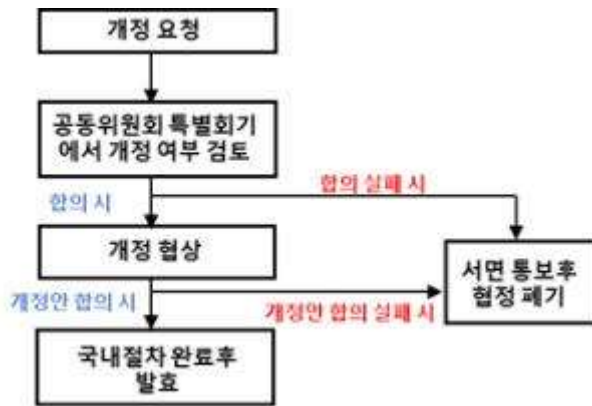 개정 요청
공동위원회 특별회기
에서 개정 여부 검토
합의 시
합의 실패 시
개정 협상
서면 통보후
협정 폐기
개정안 합의 시
개정안 합의 실패 시
국내절차 완료후
발효